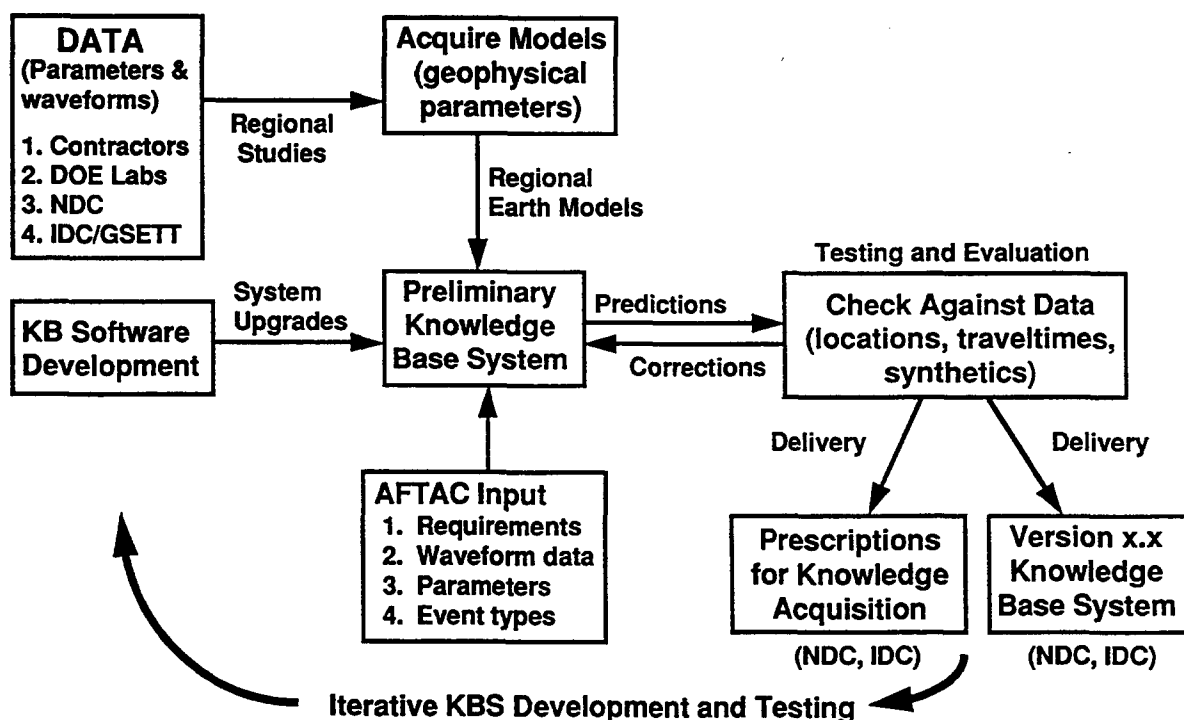 DATA
(Parameters &
waveforms)
1. Contractors
2. DOE Labs
3. NDC
4. IDC/GSETT
Regional
Studies
Acquire Models
(geophysical
parameters)
Regional
Earth Models
KB Software
Development
System
Upgrades
Preliminary
Knowledge
Base System
Predictions
Corrections
Testing and Evaluation
Check Against Data
(locations, traveltimes,
synthetics)
AFTAC Input
1. Requirements
2. Waveform data
3. Parameters
4. Event types
Delivery
Delivery
Prescriptions
for Knowledge
Acquisition
(NDC, IDC)
Version x.x
Knowledge
Base System
(NDC, IDC)
Iterative KBS Development and Testing